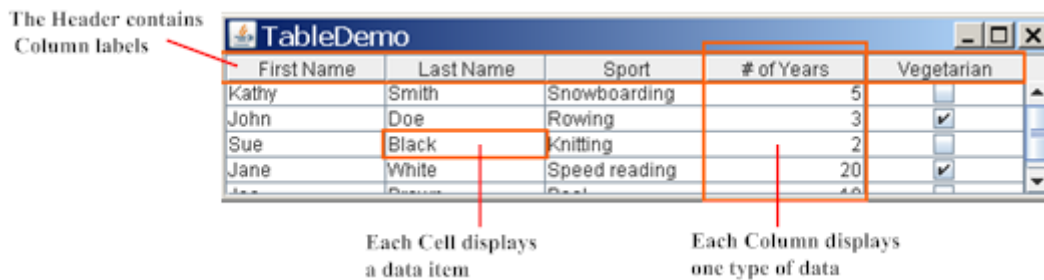 The Header contains
Column labels
TableDemo
First Name Last Name Sport # of Years Vegetarian
Kathy Smith Snowboarding 5
John Doe Rowing 3
Sue Black Knitting 2
Jane White Speed reading 20
Each Cell displays
a data item
Each Column displays
one type of data